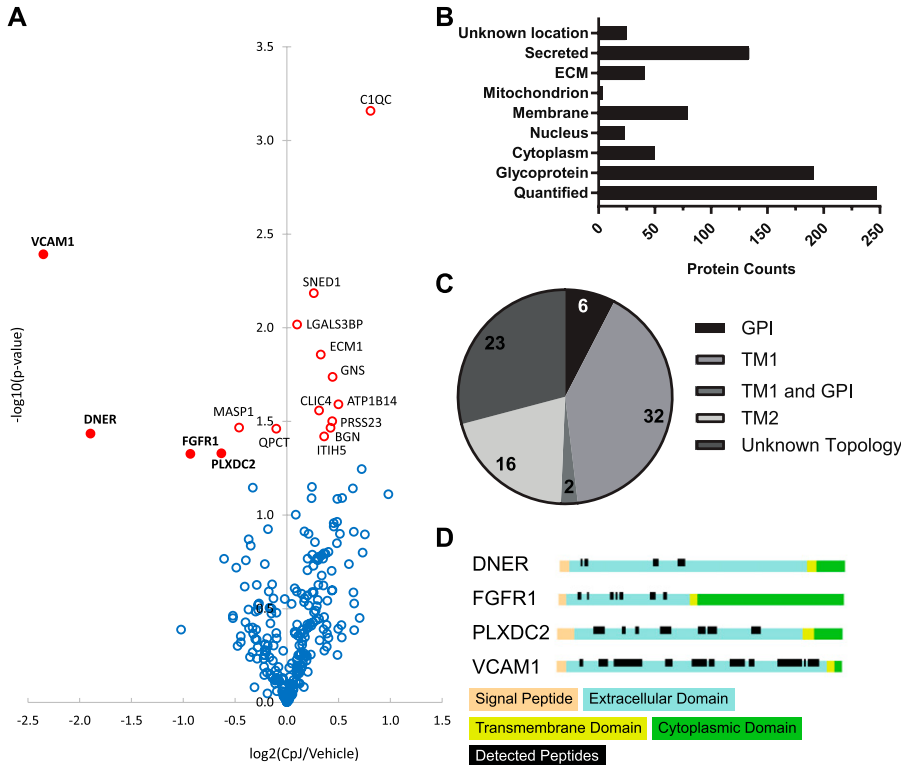 A
3.5
C1QC
3.0
2.5
VCAM1
SNED1
2.0
LGALS3BP
ECM1
GNS
CLIC4
ATP1B14
MASP1
1.5
PRSS23
DNER
QPCT
BGN
FGFR1
ITIH5
PLXDC2
1.0
0.5
0.0
-log10(p-value)
-2.5
-2.0
-1.5
-1.0
-0.5
0.0
0.5
1.0
1.5
log2(CpJ/Vehicle)
B
Unknown location
Secreted
ECM
Mitochondrion
Membrane
Nucleus
Cytoplasm
Glycoprotein
Quantified
0
50
100
150
200
250
Protein Counts
C
6
23
32
16
2
GPI
TM1
TM1 and GPI
TM2
Unknown Topology
D
DNER
FGFR1
PLXDC2
VCAM1
Signal Peptide
Extracellular Domain
Transmembrane Domain
Cytoplasmic Domain
Detected Peptides